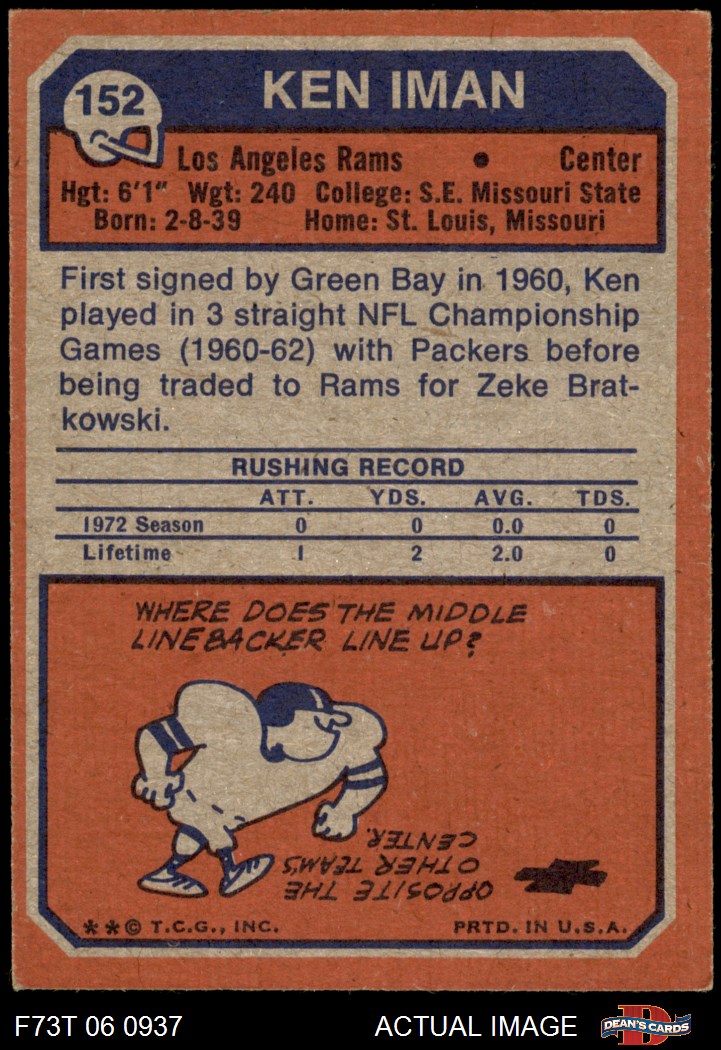 152
KEN IMAN
Los Angeles Rams • Center
Hgt: 6'1" Wgt: 240 College: S.E. Missouri State
Born: 2-8-39 Home: St. Louis, Missouri
First signed by Green Bay in 1960, Ken
played in 3 straight NFL Championship
Games (1960-62) with Packers before
being traded to Rams for Zeke Brat-
kowski.
RUSHING RECORD
ATT. YDS. AVG. TDS.
1972 Season 0 0 0.0 0
Lifetime 1 2 2.0 0
WHERE DOES THE MIDDLE
LINEBACKER LINE UP?
OPPOSITE THE
OTHER TEAM'S
CENTER.
**© T.C.G., INC. PRTD. IN U.S.A.
F73T 06 0937 ACTUAL IMAGE
D
DEAN'S CARDS